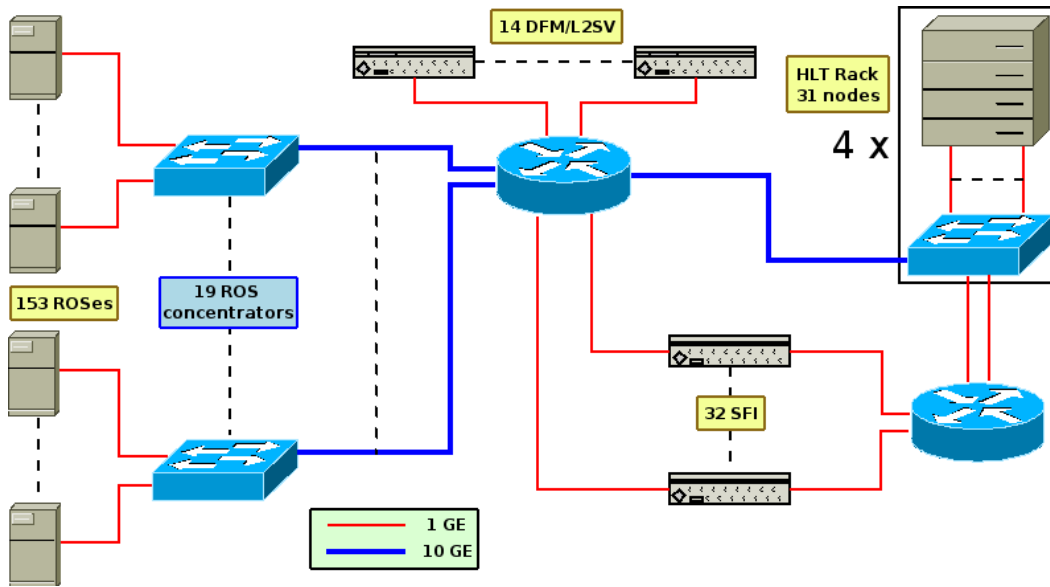 14 DFM/L2SV
HLT Rack
31 nodes
4 x
153 ROSes
19 ROS
concentrators
32 SFI
1 GE
10 GE